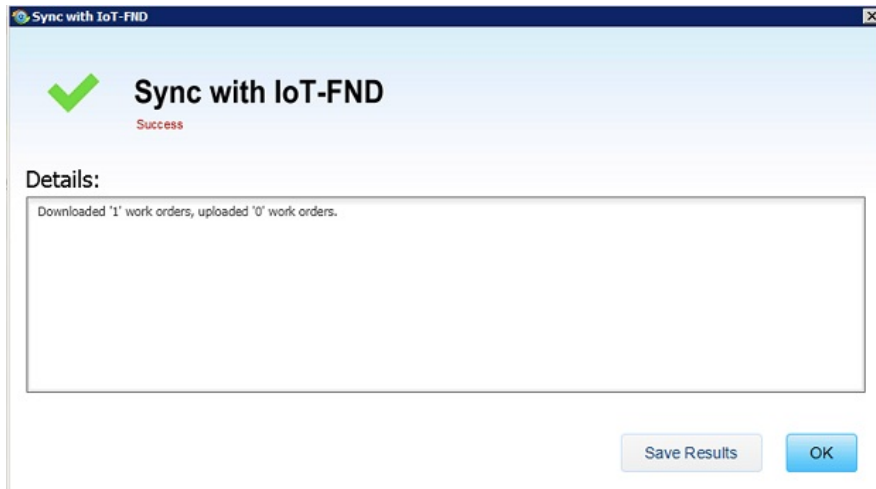 Sync with IoT-FND
Sync with IoT-FND
Success
Details:
Downloaded '1' work orders, uploaded '0' work orders.
Save Results
OK